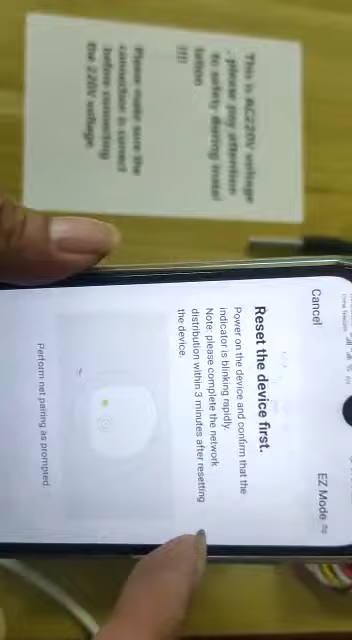 This is AC220V voltage
, please pay attention
to safety during instal
lation
!!!!
Please make sure the
connection is correct
before connecting
the 220V voltage
Cancel
EZ Mode
Reset the device first.
Power on the device and confirm that the
indicator is blinking rapidly.
Note: please complete the network
distribution within 3 minutes after resetting
the device.
Perform net pairing as prompted.